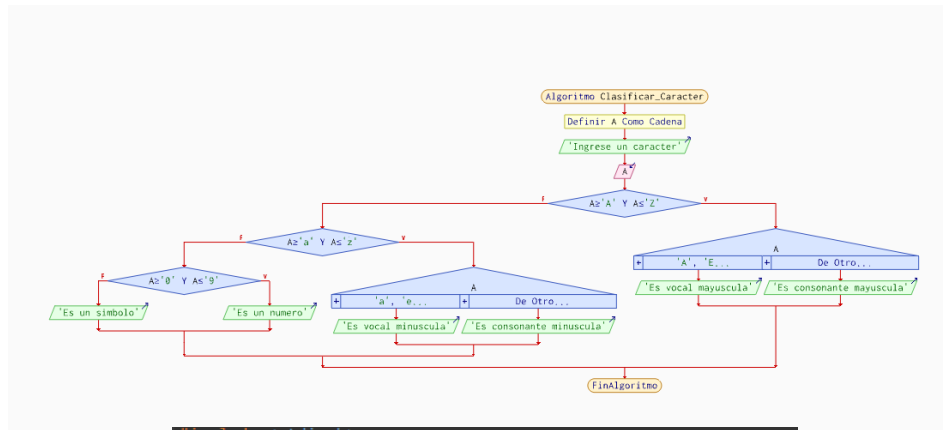 Algoritmo Clasificar_Caracter
Definir A Como Cadena
'Ingrese un caracter'
A
F A≥'A' Y A≤'Z' V
F A≥'a' Y A≤'z' V
A
+ 'A', 'E... + De Otro...
F A≥'0' Y A≤'9' V
A
+ 'a', 'e... + De Otro...
'Es vocal mayuscula' 'Es consonante mayuscula'
'Es un simbolo' 'Es un numero'
'Es vocal minuscula' 'Es consonante minuscula'
FinAlgoritmo